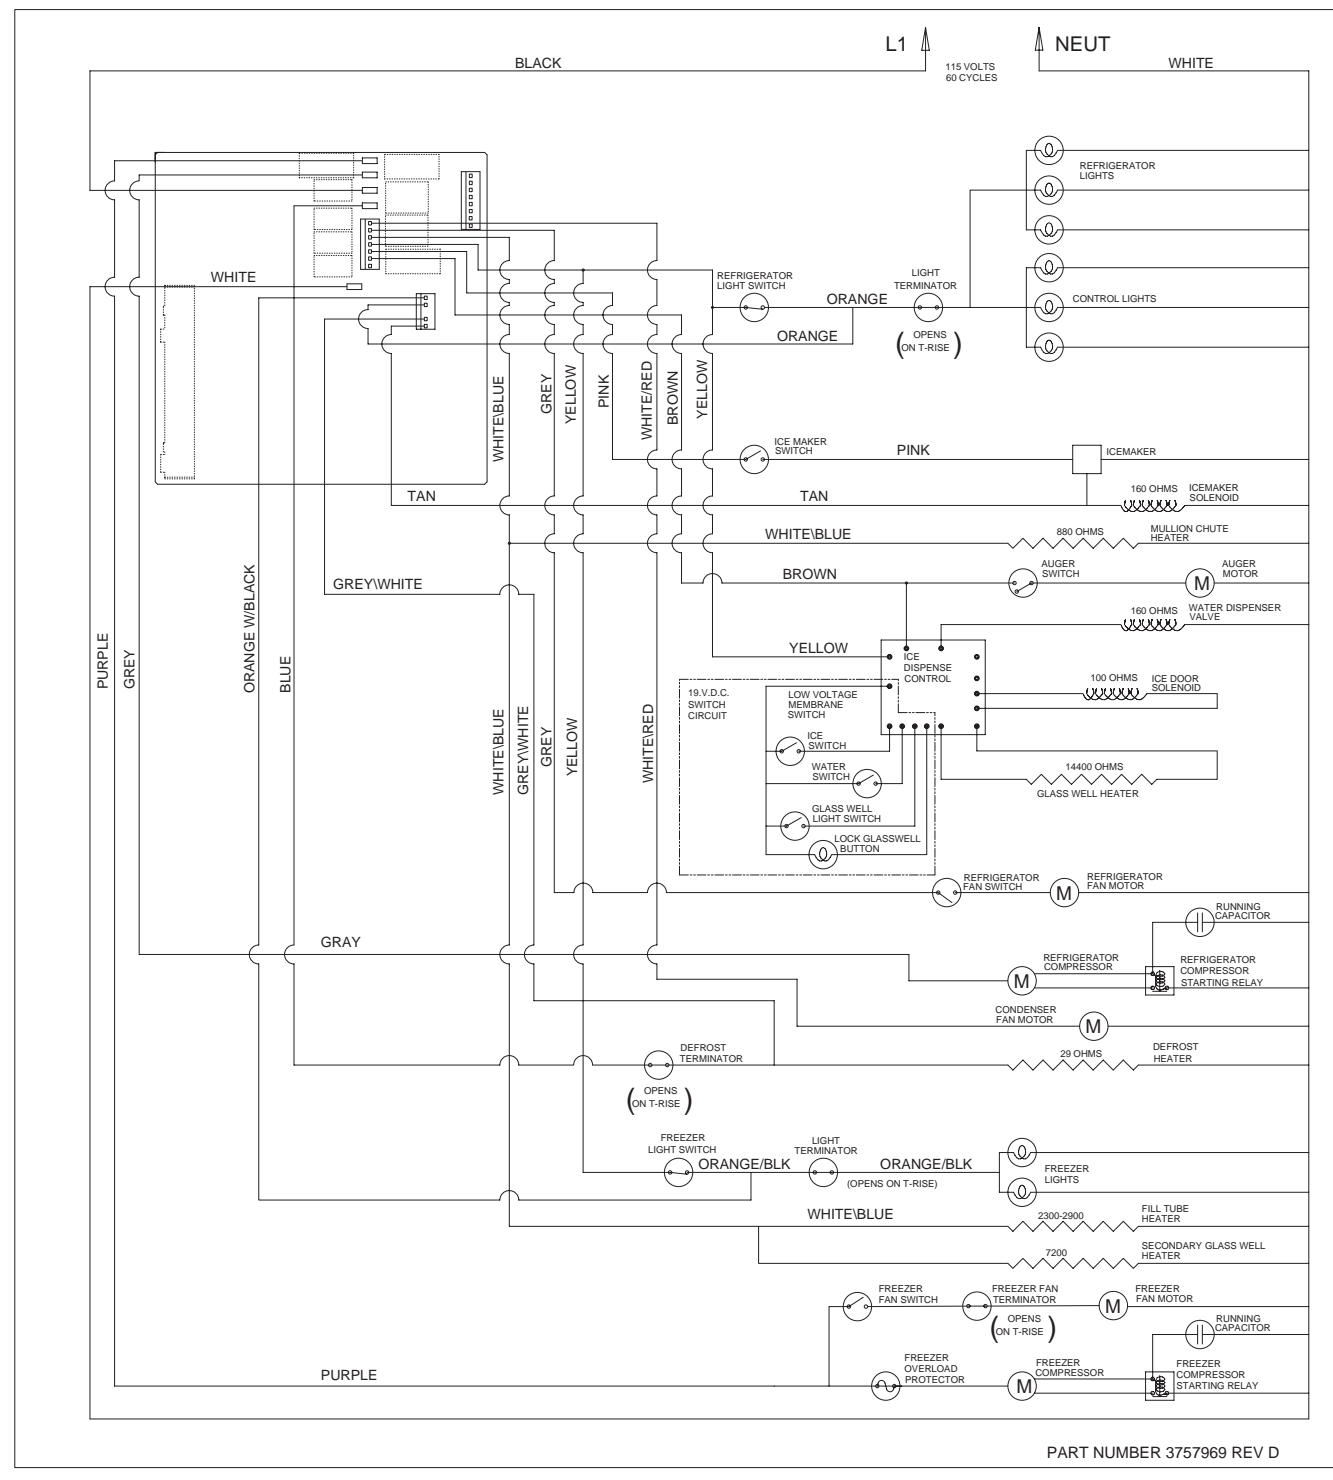 L1
NEUT
BLACK
115 VOLTS
60 CYCLES
WHITE
REFRIGERATOR
LIGHTS
WHITE
REFRIGERATOR
LIGHT SWITCH
LIGHT
TERMINATOR
ORANGE
CONTROL LIGHTS
ORANGE
( OPENS
ON T-RISE )
WHITE\BLUE
GREY
YELLOW
PINK
WHITE/RED
BROWN
YELLOW
ICE MAKER
SWITCH
PINK
ICEMAKER
TAN
TAN
160 OHMS
ICEMAKER
SOLENOID
WHITE\BLUE
880 OHMS
MULLION CHUTE
HEATER
GREY\WHITE
BROWN
AUGER
SWITCH
M
AUGER
MOTOR
160 OHMS
WATER DISPENSER
VALVE
PURPLE
GREY
ORANGE W/BLACK
BLUE
YELLOW
ICE
DISPENSE
CONTROL
100 OHMS
ICE DOOR
SOLENOID
19.V.D.C.
SWITCH
CIRCUIT
LOW VOLTAGE
MEMBRANE
SWITCH
ICE
SWITCH
WATER
SWITCH
14400 OHMS
GLASS WELL HEATER
GLASS WELL
LIGHT SWITCH
LOCK GLASSWELL
BUTTON
WHITE\BLUE
GREY\WHITE
GREY
YELLOW
WHITE\RED
REFRIGERATOR
FAN SWITCH
M
REFRIGERATOR
FAN MOTOR
RUNNING
CAPACITOR
GRAY
REFRIGERATOR
COMPRESSOR
M
REFRIGERATOR
COMPRESSOR
STARTING RELAY
CONDENSER
FAN MOTOR
M
DEFROST
TERMINATOR
29 OHMS
DEFROST
HEATER
( OPENS
ON T-RISE )
FREEZER
LIGHT SWITCH
ORANGE/BLK
LIGHT
TERMINATOR
ORANGE/BLK
(OPENS ON T-RISE)
FREEZER
LIGHTS
WHITE\BLUE
2300-2900
FILL TUBE
HEATER
7200
SECONDARY GLASS WELL
HEATER
FREEZER
FAN SWITCH
FREEZER FAN
TERMINATOR
M
FREEZER
FAN MOTOR
( OPENS
ON T-RISE )
RUNNING
CAPACITOR
PURPLE
FREEZER
OVERLOAD
PROTECTOR
M
FREEZER
COMPRESSOR
FREEZER
COMPRESSOR
STARTING RELAY
PART NUMBER 3757969 REV D